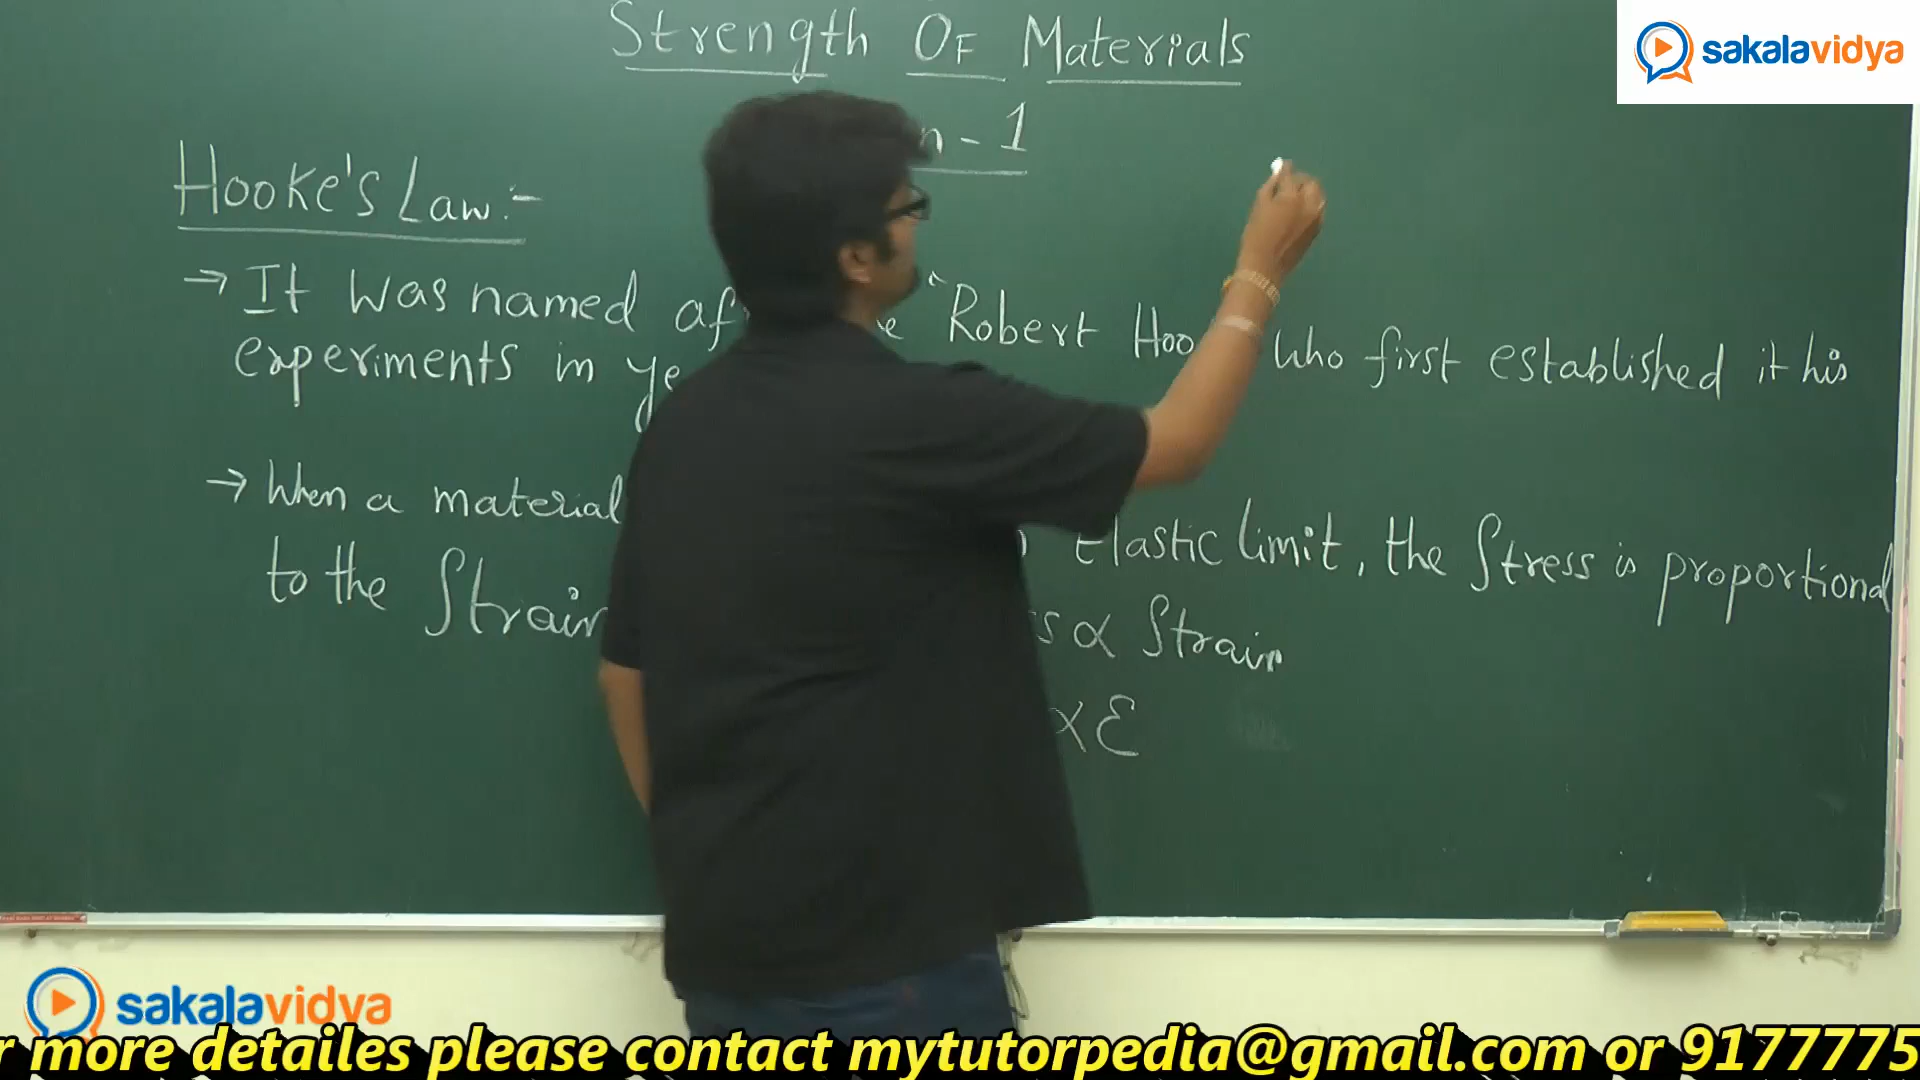 Strength OF Materials
sakalavidya
n - 1
Hooke's Law:-
→ It was named af e "Robert Hoo who first established it his
experiments in ye
→ When a material Elastic limit, the Stress is proportional
to the Strain s ∝ Strain
∝ ε
sakalavidya
r more detailes please contact mytutorpedia@gmail.com or 9177775